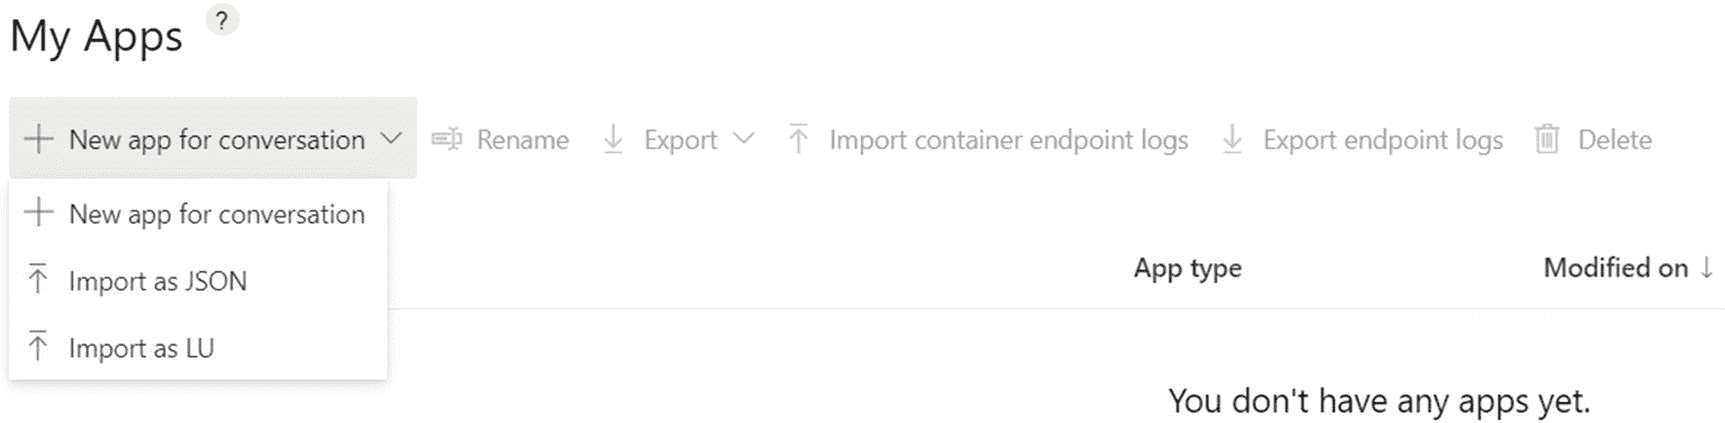 My Apps ?
New app for conversation Rename Export Import container endpoint logs Export endpoint logs Delete
New app for conversation
Import as JSON
App type Modified on
Import as LU
You don't have any apps yet.